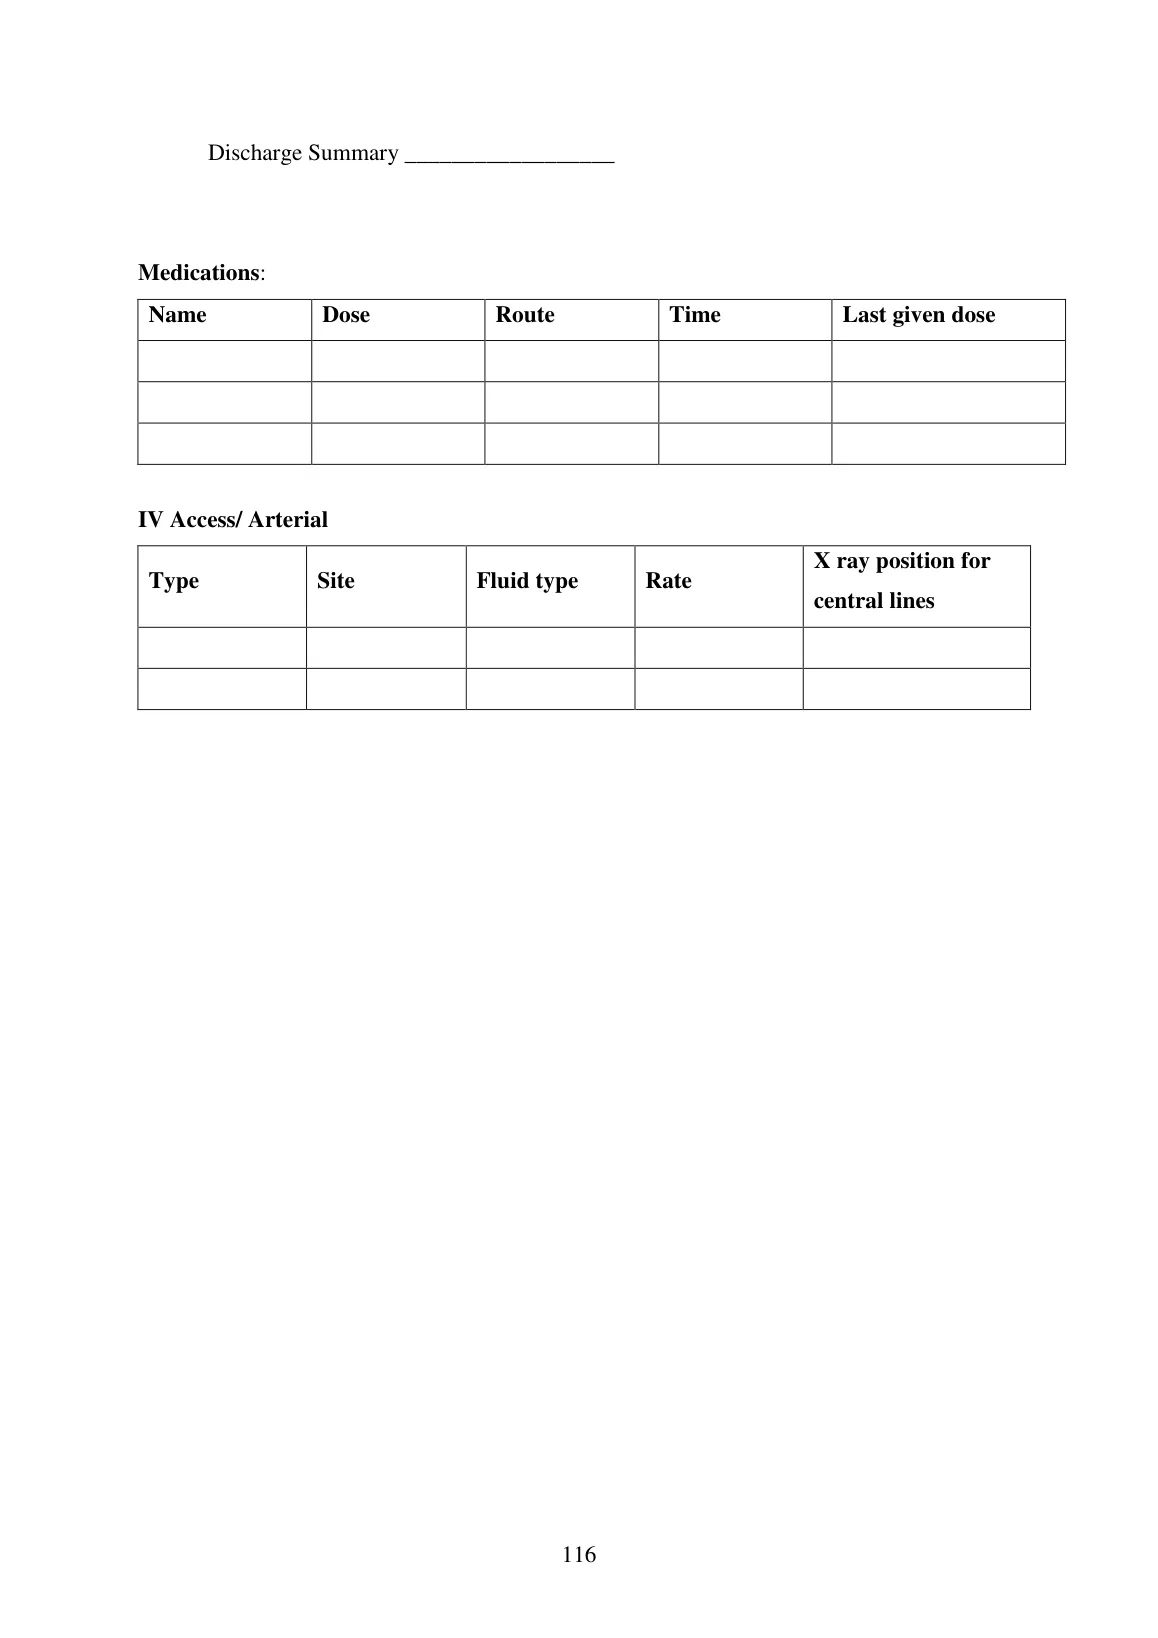 Discharge Summary __________________
Medications:
Name Dose Route Time Last given dose
IV Access/ Arterial
Type Site Fluid type Rate X ray position for
central lines
116